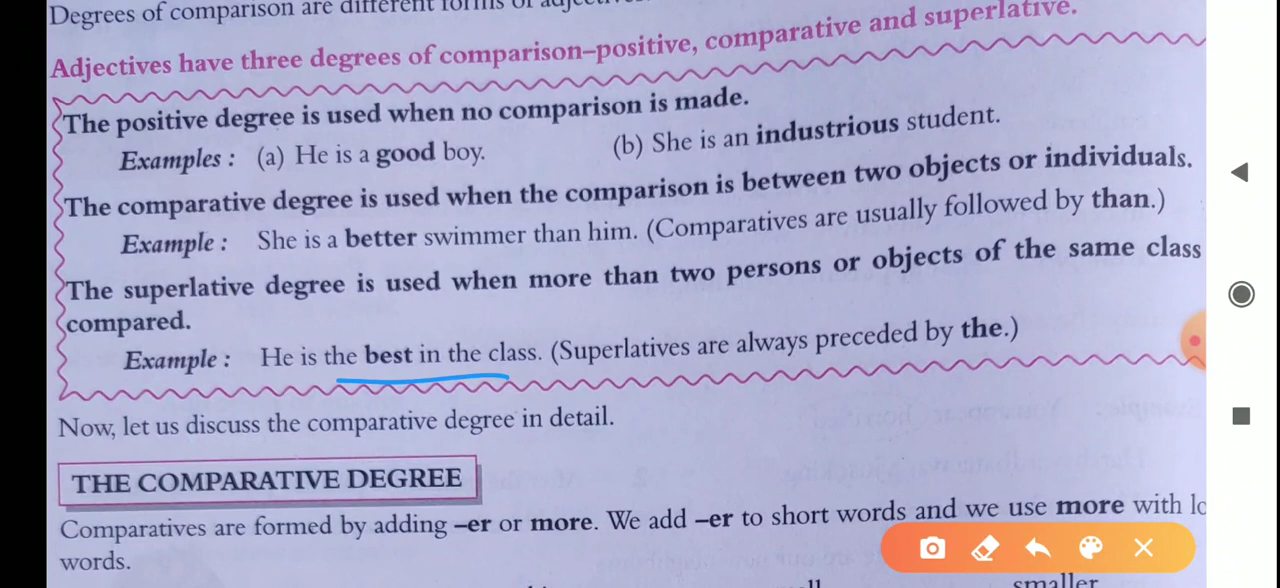 Degrees of comparison are different forms of
Adjectives have three degrees of comparison–positive, comparative and superlative.
The positive degree is used when no comparison is made.
Examples : (a) He is a good boy. (b) She is an industrious student.
The comparative degree is used when the comparison is between two objects or individuals.
Example : She is a better swimmer than him. (Comparatives are usually followed by than.)
The superlative degree is used when more than two persons or objects of the same class
compared.
Example : He is the best in the class. (Superlatives are always preceded by the.)
Now, let us discuss the comparative degree in detail.
THE COMPARATIVE DEGREE
Comparatives are formed by adding –er or more. We add –er to short words and we use more with
words.
smaller